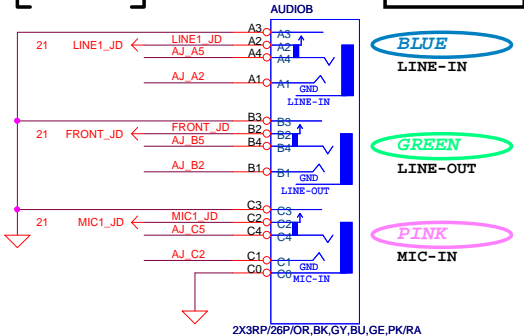 AUDIOB
A3 A3
21 LINE1_JD LINE1_JD A2 A2
AJ_A5 A4 A4
BLUE
LINE-IN
AJ_A2 A1 A1
GND
LINE-IN
B3 B3
21 FRONT_JD FRONT_JD B2 B2
AJ_B5 B4 B4
GREEN
LINE-OUT
AJ_B2 B1 B1
GND
LINE-OUT
C3 C3
21 MIC1_JD MIC1_JD C2 C2
AJ_C5 C4 C4
PINK
MIC-IN
AJ_C2 C1 C1
GND
C0 C0 MIC-IN
2X3RP/26P/OR,BK,GY,BU,GE,PK/RA